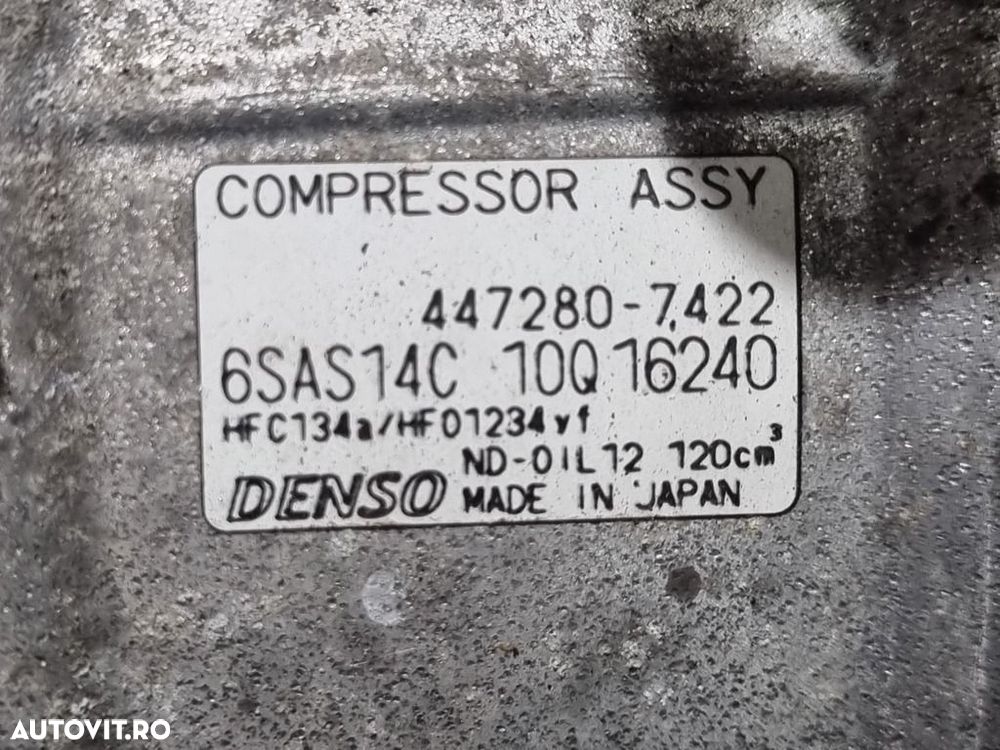 COMPRESSOR ASSY
447280-7422
6SAS14C 10Q16240
HFC134a/HFO1234yf
ND-OIL12 120cm³
DENSO MADE IN JAPAN
AUTOVIT.RO